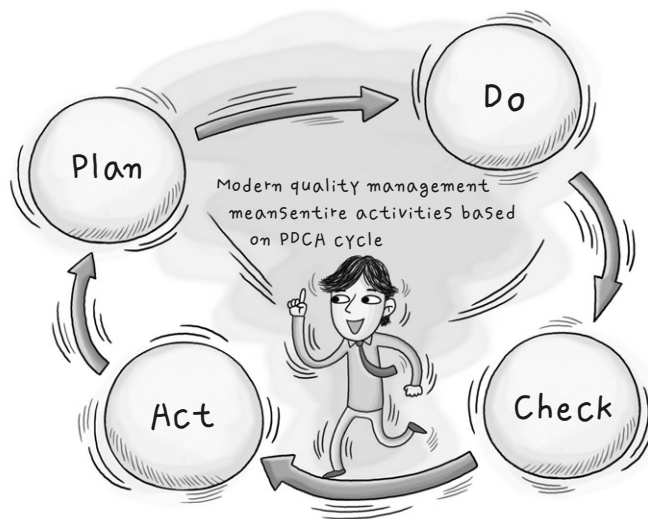 Plan
Do
Modern quality management
meansentire activities based
on PDCA cycle
Act
Check